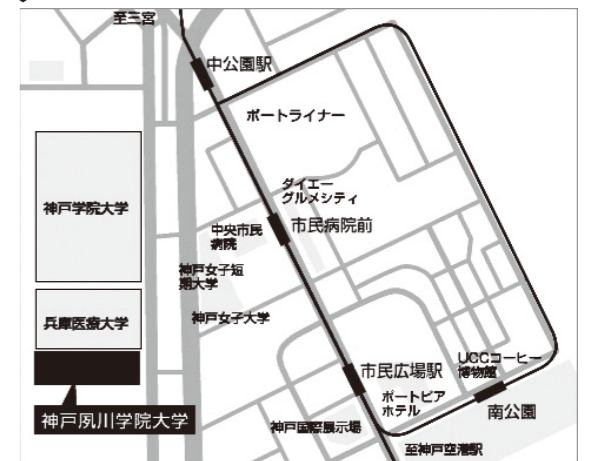 至三宮
中公園駅
ポートライナー
ダイエー
グルメシティ
神戸学院大学
市民病院前
中央市民
病院
神戸女子短
期大学
兵庫医療大学
神戸女子大学
市民広場駅
UCCコーヒー
博物館
ポートピア
ホテル
南公園
神戸夙川学院大学
神戸国際展示場
至神戸空港駅